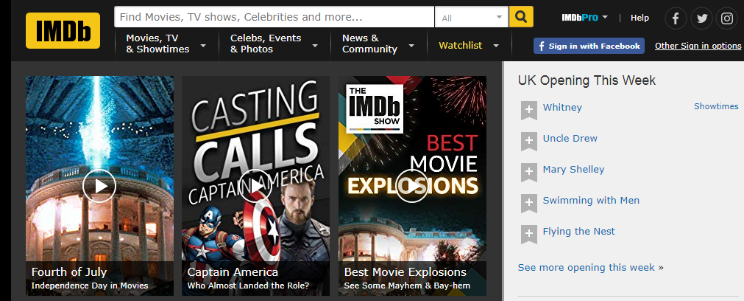 IMDb
Find Movies, TV shows, Celebrities and more...
All
IMDbPro
Help
Movies, TV
& Showtimes
Celebs, Events
& Photos
News &
Community
Watchlist
Sign in with Facebook
Other Sign in options
CASTING
CALLS
CAPTAIN AMERICA
THE
IMDb
SHOW
BEST
MOVIE
EXPLOSIONS
Fourth of July
Independence Day in Movies
Captain America
Who Almost Landed the Role?
Best Movie Explosions
See Some Mayhem & Bay-hem
UK Opening This Week
Whitney
Showtimes
Uncle Drew
Mary Shelley
Swimming with Men
Flying the Nest
See more opening this week »